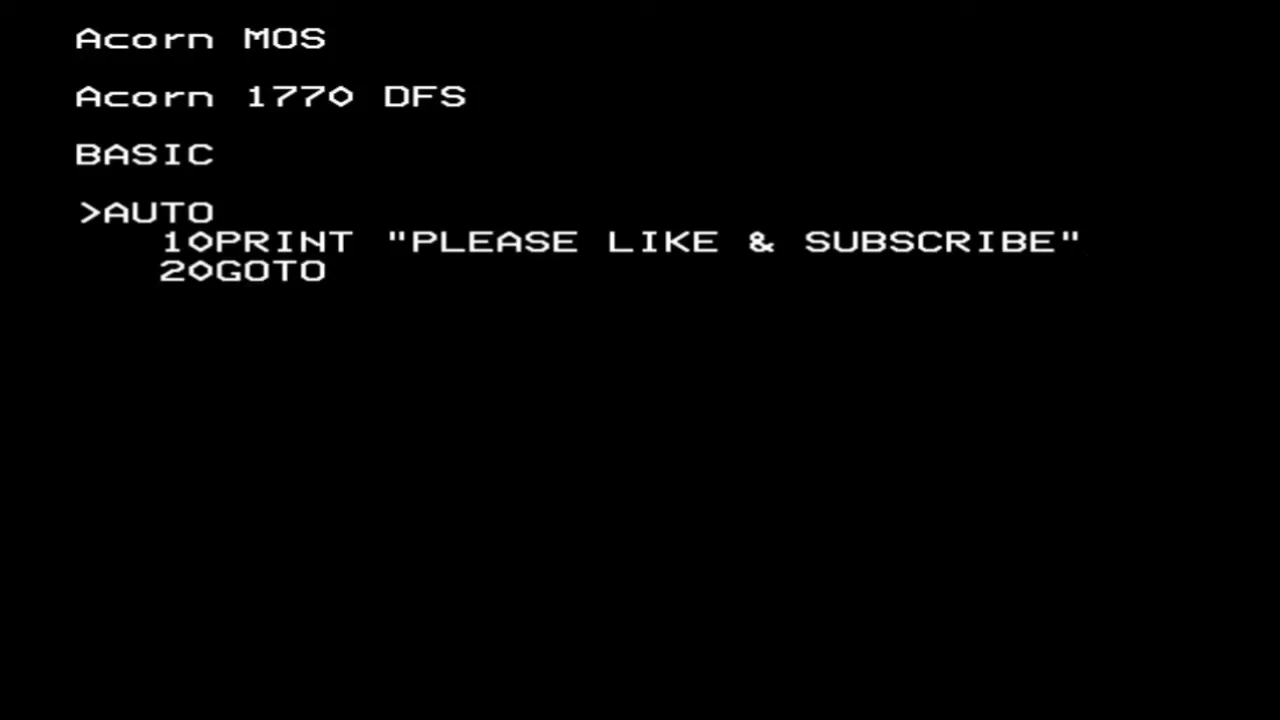 Acorn MOS
Acorn 1770 DFS
BASIC
>AUTO
10PRINT "PLEASE LIKE & SUBSCRIBE"
20GOTO